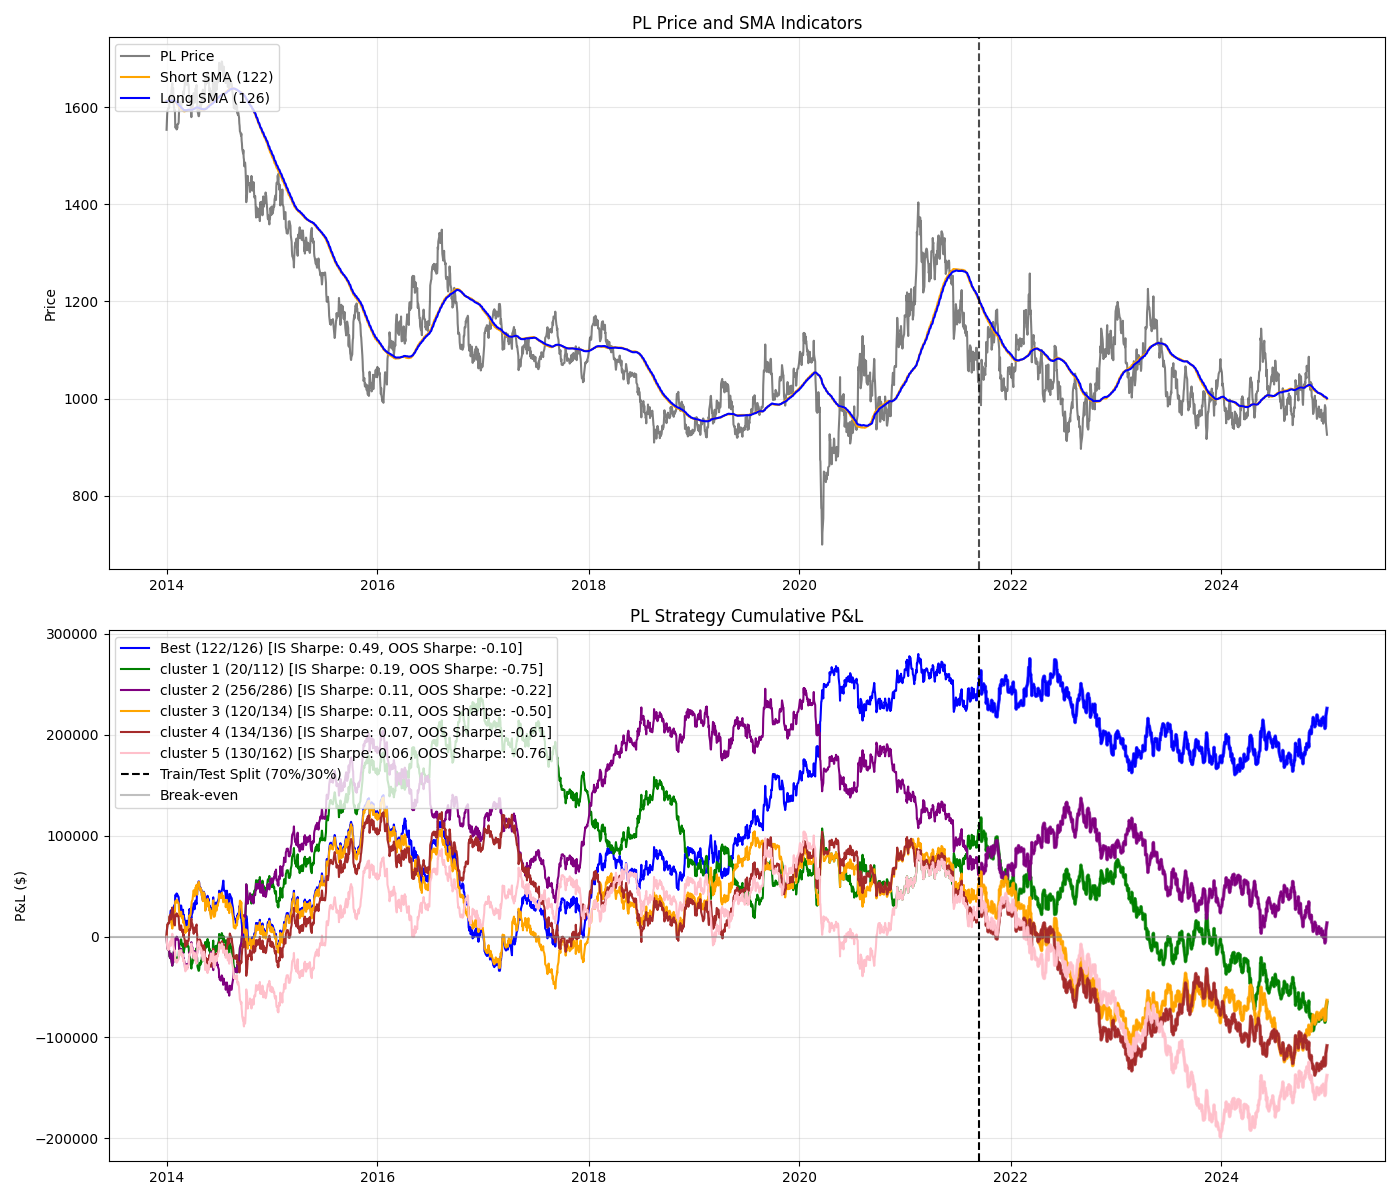 PL Price and SMA Indicators
PL Price
Short SMA (122)
Long SMA (126)
Price
1600
1400
1200
1000
800
2014
2016
2018
2020
2022
2024
PL Strategy Cumulative P&L
Best (122/126) [IS Sharpe: 0.49, OOS Sharpe: -0.10]
cluster 1 (20/112) [IS Sharpe: 0.19, OOS Sharpe: -0.75]
cluster 2 (256/286) [IS Sharpe: 0.11, OOS Sharpe: -0.22]
cluster 3 (120/134) [IS Sharpe: 0.11, OOS Sharpe: -0.50]
cluster 4 (134/136) [IS Sharpe: 0.07, OOS Sharpe: -0.61]
cluster 5 (130/162) [IS Sharpe: 0.06, OOS Sharpe: -0.76]
Train/Test Split (70%/30%)
Break-even
P&L ($)
300000
200000
100000
0
−100000
−200000
2014
2016
2018
2020
2022
2024